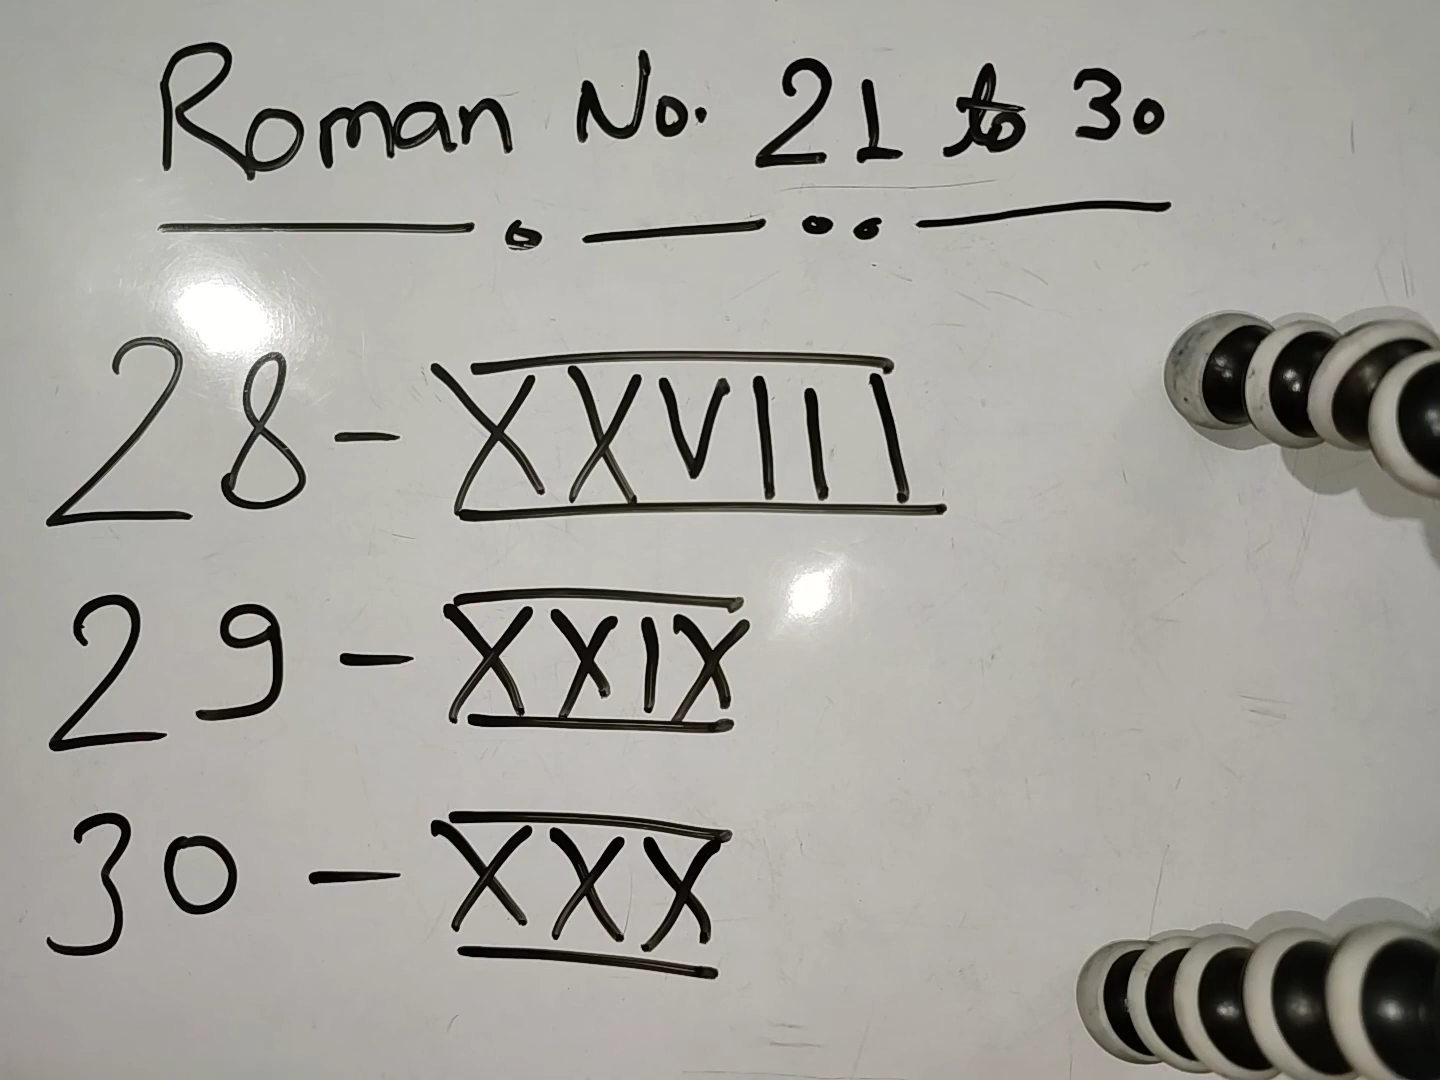 Roman No. 21 to 30
28 - XXVIII
29 - XXIX
30 - XXX